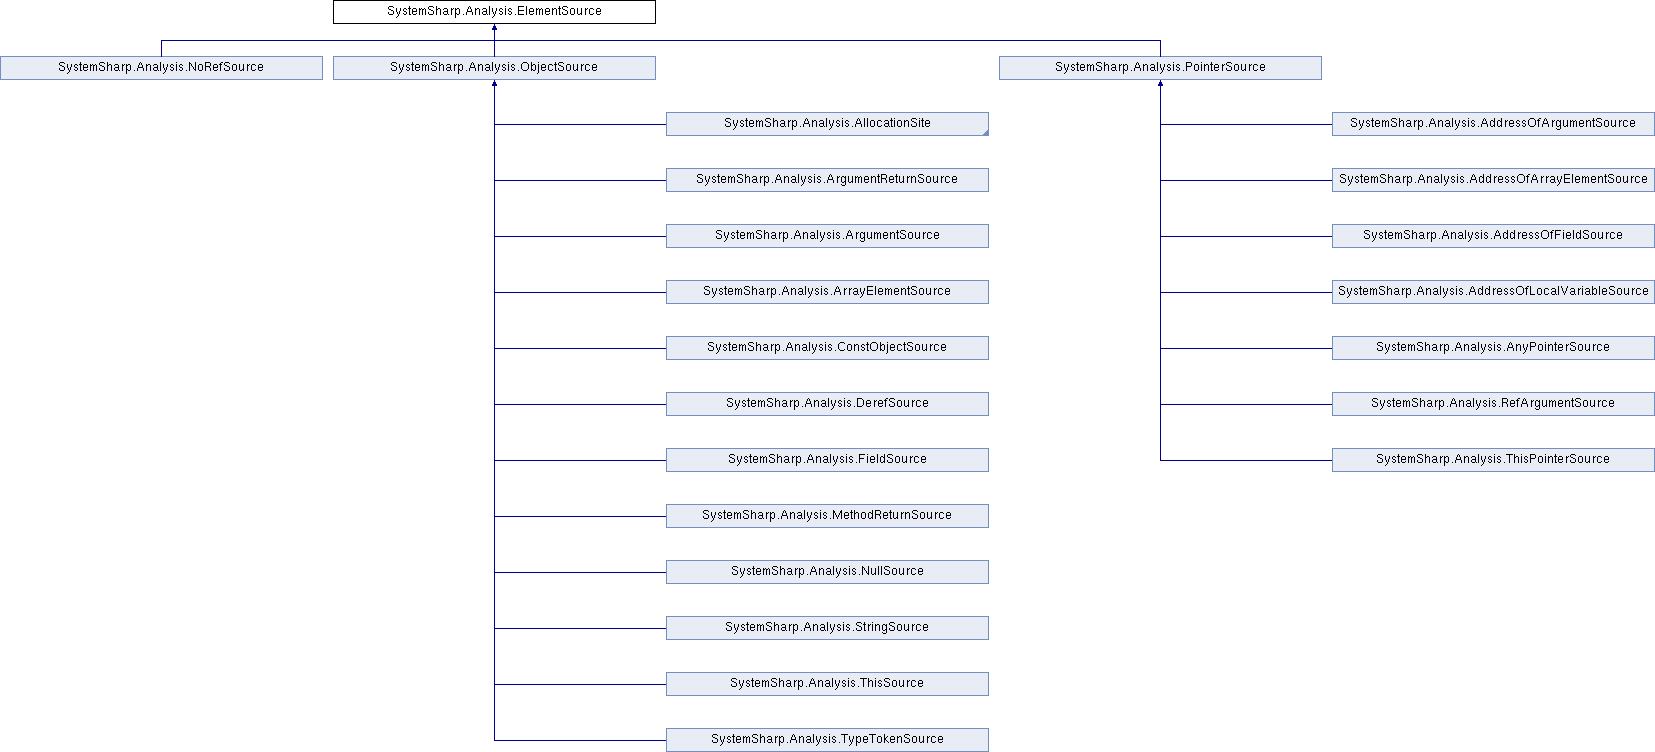 SystemSharp.Analysis.ElementSource
SystemSharp.Analysis.NoRefSource
SystemSharp.Analysis.ObjectSource
SystemSharp.Analysis.PointerSource
SystemSharp.Analysis.AllocationSite
SystemSharp.Analysis.AddressOfArgumentSource
SystemSharp.Analysis.ArgumentReturnSource
SystemSharp.Analysis.AddressOfArrayElementSource
SystemSharp.Analysis.ArgumentSource
SystemSharp.Analysis.AddressOfFieldSource
SystemSharp.Analysis.ArrayElementSource
SystemSharp.Analysis.AddressOfLocalVariableSource
SystemSharp.Analysis.ConstObjectSource
SystemSharp.Analysis.AnyPointerSource
SystemSharp.Analysis.DerefSource
SystemSharp.Analysis.RefArgumentSource
SystemSharp.Analysis.FieldSource
SystemSharp.Analysis.ThisPointerSource
SystemSharp.Analysis.MethodReturnSource
SystemSharp.Analysis.NullSource
SystemSharp.Analysis.StringSource
SystemSharp.Analysis.ThisSource
SystemSharp.Analysis.TypeTokenSource